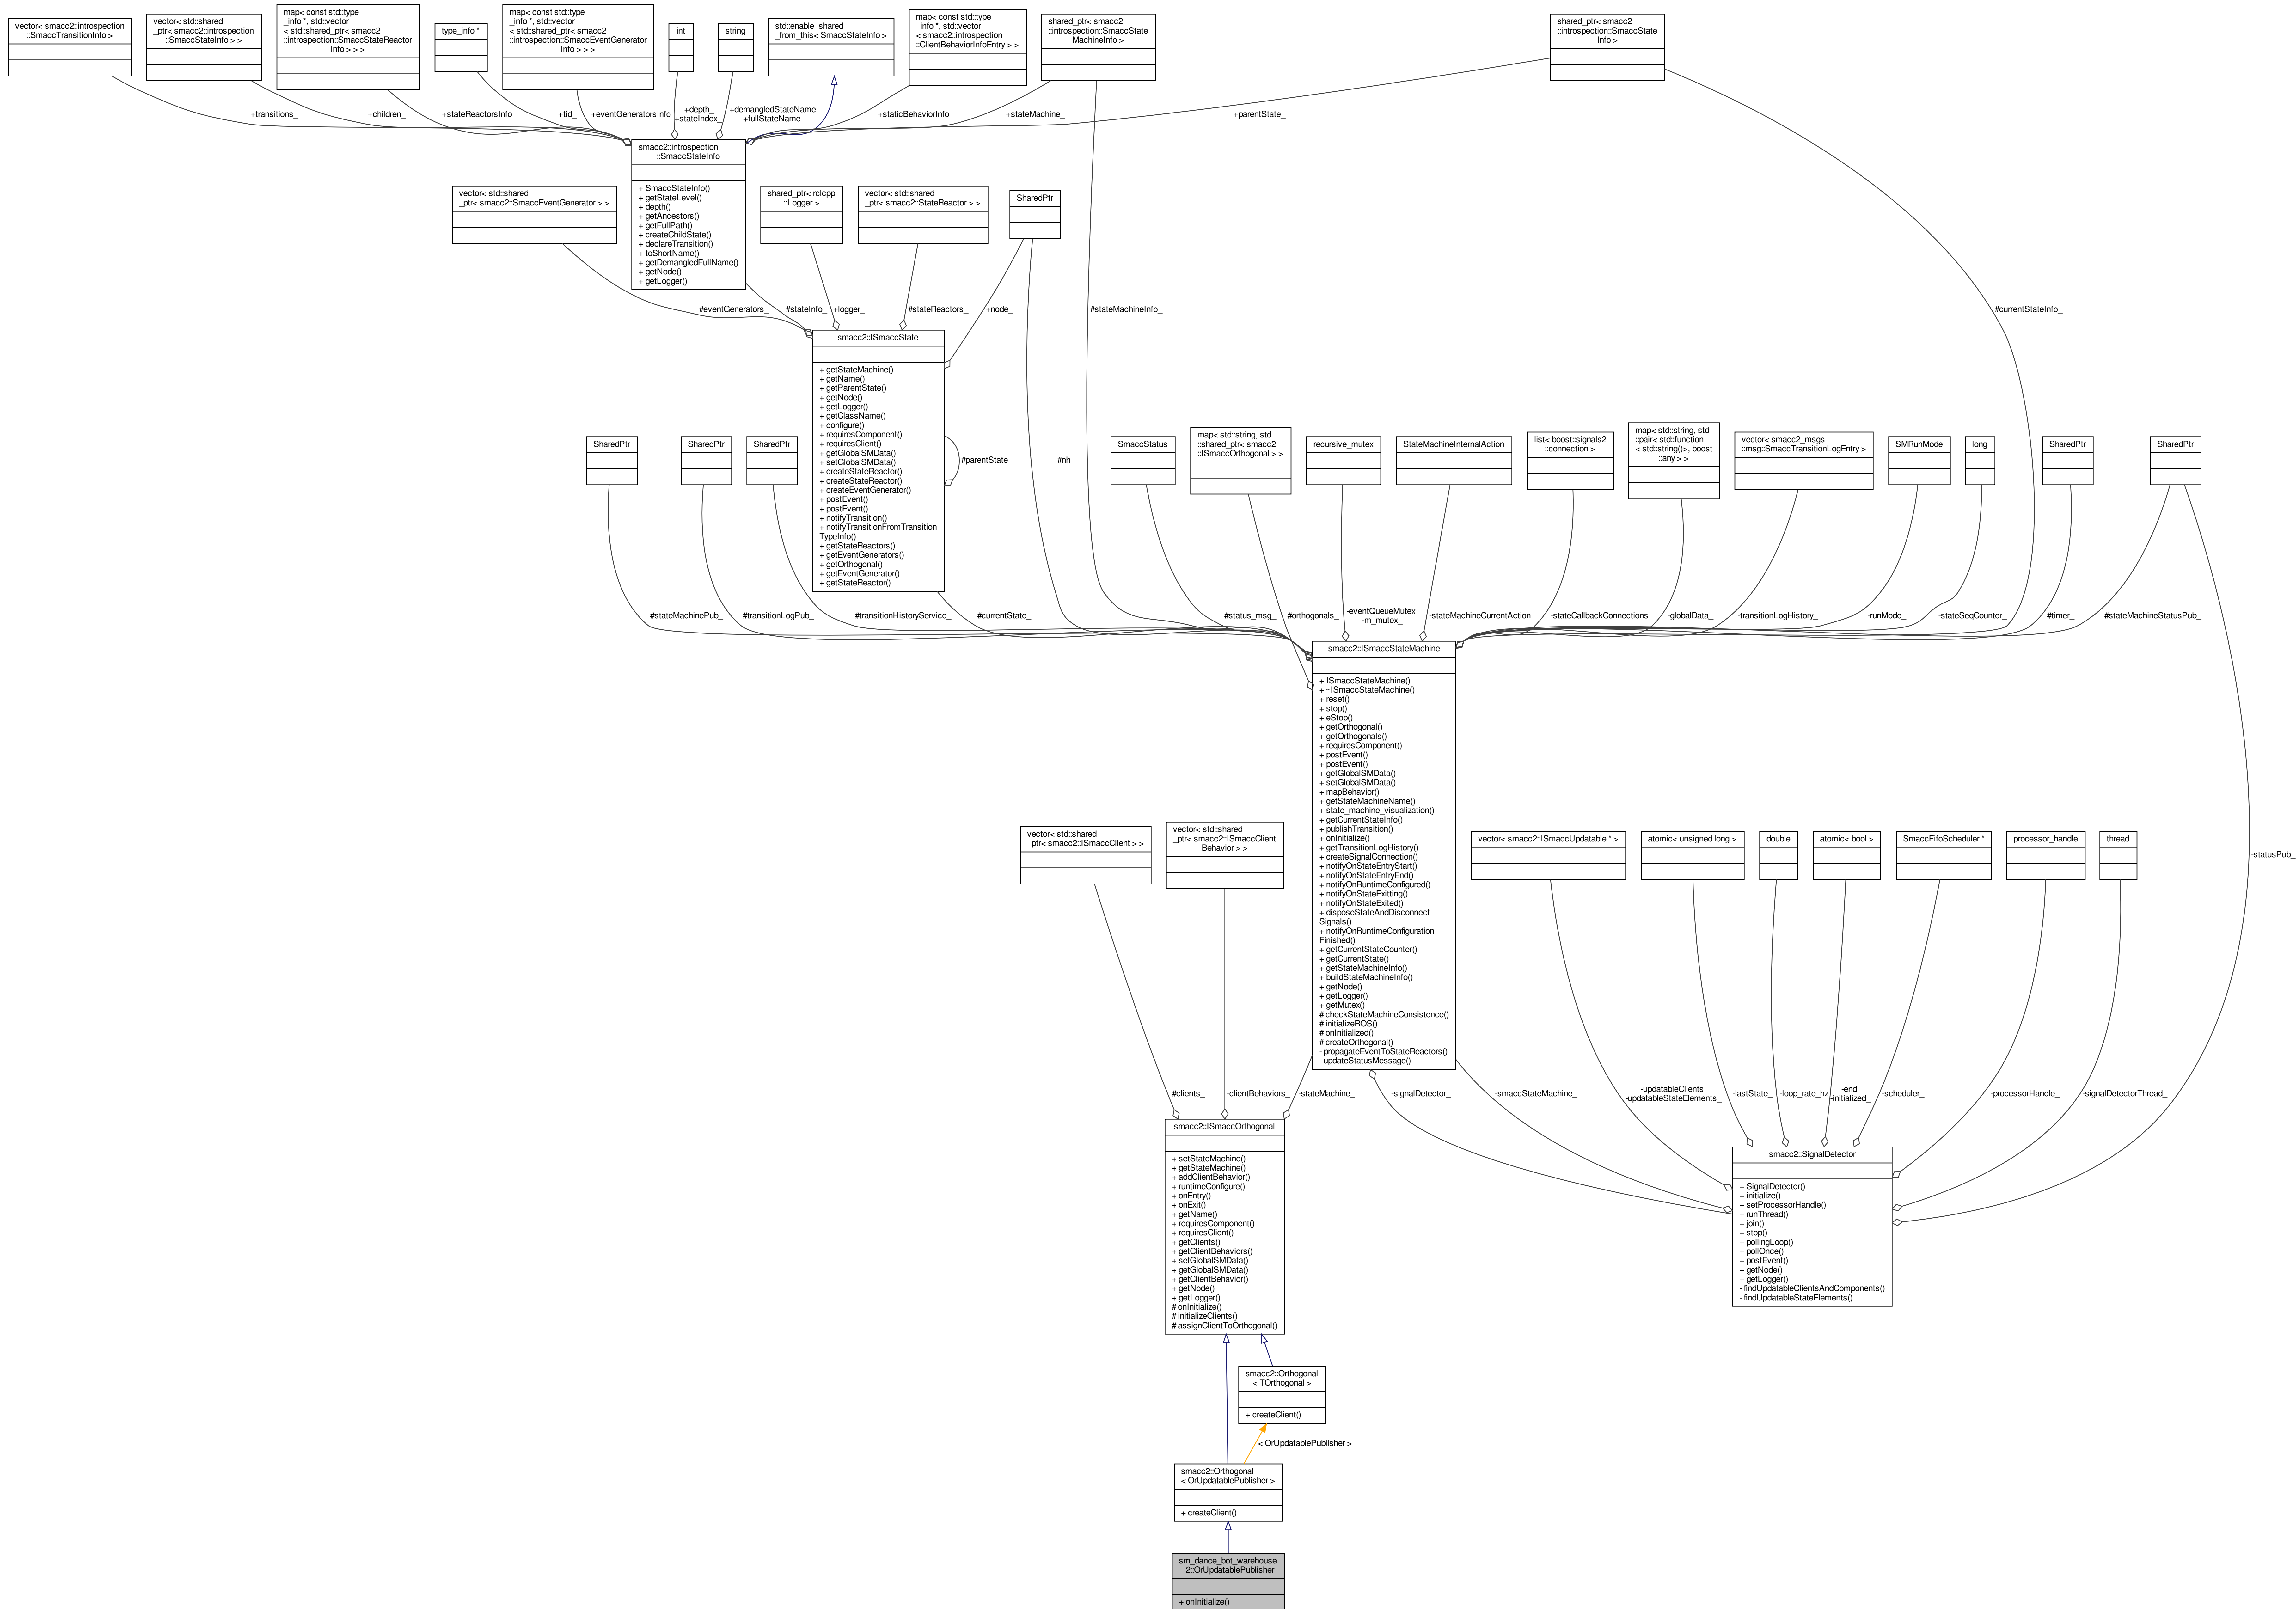 vector< smacc2::introspection
::SmaccTransitionInfo >
vector< std::shared
_ptr< smacc2::introspection
::SmaccStateInfo > >
map< const std::type
_info *, std::vector
< std::shared_ptr< smacc2
::introspection::SmaccStateReactor
Info > > >
type_info *
map< const std::type
_info *, std::vector
< std::shared_ptr< smacc2
::introspection::SmaccEventGenerator
Info > > >
int
string
std::enable_shared
_from_this< SmaccStateInfo >
map< const std::type
_info *, std::vector
< smacc2::introspection
::ClientBehaviorInfoEntry > >
shared_ptr< smacc2
::introspection::SmaccState
MachineInfo >
shared_ptr< smacc2
::introspection::SmaccState
Info >
+transitions_
+children_
+stateReactorsInfo
+tid_
+eventGeneratorsInfo
+depth_
+stateIndex_
+demangledStateName
+fullStateName
+staticBehaviorInfo
+stateMachine_
+parentState_
smacc2::introspection
::SmaccStateInfo
+ SmaccStateInfo()
+ getStateLevel()
+ depth()
+ getAncestors()
+ getFullPath()
+ createChildState()
+ declareTransition()
+ toShortName()
+ getDemangledFullName()
+ getNode()
+ getLogger()
vector< std::shared
_ptr< smacc2::SmaccEventGenerator > >
shared_ptr< rclcpp
::Logger >
vector< std::shared
_ptr< smacc2::StateReactor > >
SharedPtr
#eventGenerators_
#stateInfo_
+logger_
#stateReactors_
+node_
#stateMachineInfo_
#currentStateInfo_
smacc2::ISmaccState
+ getStateMachine()
+ getName()
+ getParentState()
+ getNode()
+ getLogger()
+ getClassName()
+ configure()
+ requiresComponent()
+ requiresClient()
+ getGlobalSMData()
+ setGlobalSMData()
+ createStateReactor()
+ createStateReactor()
+ createEventGenerator()
+ postEvent()
+ postEvent()
+ notifyTransition()
+ notifyTransitionFromTransition
TypeInfo()
+ getStateReactors()
+ getEventGenerators()
+ getOrthogonal()
+ getEventGenerator()
+ getStateReactor()
#parentState_
#nh_
SharedPtr
SharedPtr
SharedPtr
SmaccStatus
map< std::string, std
::shared_ptr< smacc2
::ISmaccOrthogonal > >
recursive_mutex
StateMachineInternalAction
list< boost::signals2
::connection >
map< std::string, std
::pair< std::function
< std::string()>, boost
::any > >
vector< smacc2_msgs
::msg::SmaccTransitionLogEntry >
SMRunMode
long
SharedPtr
SharedPtr
#stateMachinePub_
#transitionLogPub_
#transitionHistoryService_
#currentState_
#status_msg_
#orthogonals_
-eventQueueMutex_
-m_mutex_
-stateMachineCurrentAction
-stateCallbackConnections
-globalData_
-transitionLogHistory_
-runMode_
-stateSeqCounter_
#timer_
#stateMachineStatusPub_
smacc2::ISmaccStateMachine
+ ISmaccStateMachine()
+ ~ISmaccStateMachine()
+ reset()
+ stop()
+ eStop()
+ getOrthogonal()
+ getOrthogonals()
+ requiresComponent()
+ postEvent()
+ postEvent()
+ getGlobalSMData()
+ setGlobalSMData()
+ mapBehavior()
+ getStateMachineName()
+ state_machine_visualization()
+ getCurrentStateInfo()
+ publishTransition()
+ onInitialize()
+ getTransitionLogHistory()
+ createSignalConnection()
+ notifyOnStateEntryStart()
+ notifyOnStateEntryEnd()
+ notifyOnRuntimeConfigured()
+ notifyOnStateExitting()
+ notifyOnStateExited()
+ disposeStateAndDisconnect
Signals()
+ notifyOnRuntimeConfiguration
Finished()
+ getCurrentStateCounter()
+ getCurrentState()
+ getStateMachineInfo()
+ buildStateMachineInfo()
+ getNode()
+ getLogger()
+ getMutex()
# checkStateMachineConsistence()
# initializeROS()
# onInitialized()
# createOrthogonal()
- propagateEventToStateReactors()
- updateStatusMessage()
vector< std::shared
_ptr< smacc2::ISmaccClient > >
vector< std::shared
_ptr< smacc2::ISmaccClient
Behavior > >
vector< smacc2::ISmaccUpdatable * >
atomic< unsigned long >
double
atomic< bool >
SmaccFifoScheduler *
processor_handle
thread
-statusPub_
#clients_
-clientBehaviors_
-stateMachine_
-signalDetector_
-smaccStateMachine_
-updatableClients_
-updatableStateElements_
-lastState_
-loop_rate_hz
-end_
-initialized_
-scheduler_
-processorHandle_
-signalDetectorThread_
smacc2::ISmaccOrthogonal
+ setStateMachine()
+ getStateMachine()
+ addClientBehavior()
+ runtimeConfigure()
+ onEntry()
+ onExit()
+ getName()
+ requiresComponent()
+ requiresClient()
+ getClients()
+ getClientBehaviors()
+ setGlobalSMData()
+ getGlobalSMData()
+ getClientBehavior()
+ getNode()
+ getLogger()
# onInitialize()
# initializeClients()
# assignClientToOrthogonal()
smacc2::SignalDetector
+ SignalDetector()
+ initialize()
+ setProcessorHandle()
+ runThread()
+ join()
+ stop()
+ pollingLoop()
+ pollOnce()
+ postEvent()
+ getNode()
+ getLogger()
- findUpdatableClientsAndComponents()
- findUpdatableStateElements()
smacc2::Orthogonal
< TOrthogonal >
+ createClient()
< OrUpdatablePublisher >
smacc2::Orthogonal
< OrUpdatablePublisher >
+ createClient()
sm_dance_bot_warehouse
_2::OrUpdatablePublisher
+ onInitialize()